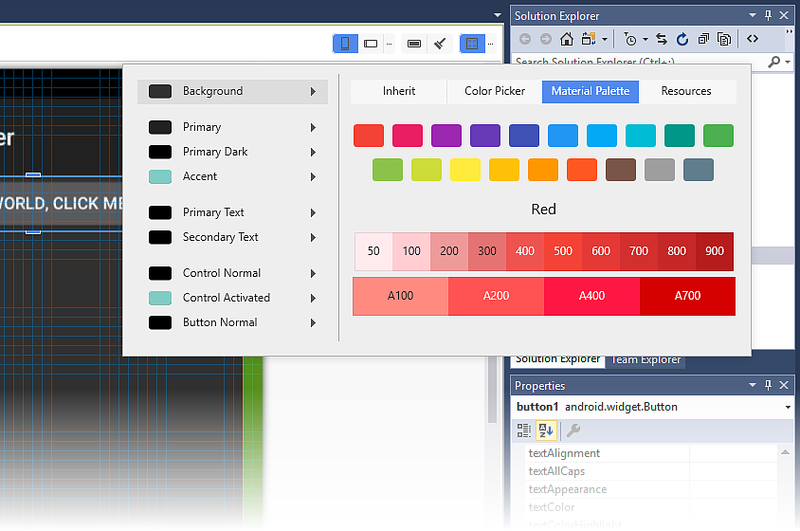 Solution Explorer
Search Solution Explorer (Ctrl+;)
er
WORLD, CLICK ME
Background
Primary
Primary Dark
Accent
Primary Text
Secondary Text
Control Normal
Control Activated
Button Normal
Inherit Color Picker Material Palette Resources
Red
50 100 200 300 400 500 600 700 800 900
A100 A200 A400 A700
Solution Explorer Team Explorer
Properties
button1 android.widget.Button
textAlignment
textAllCaps
textAppearance
textColor
textColorHighlight